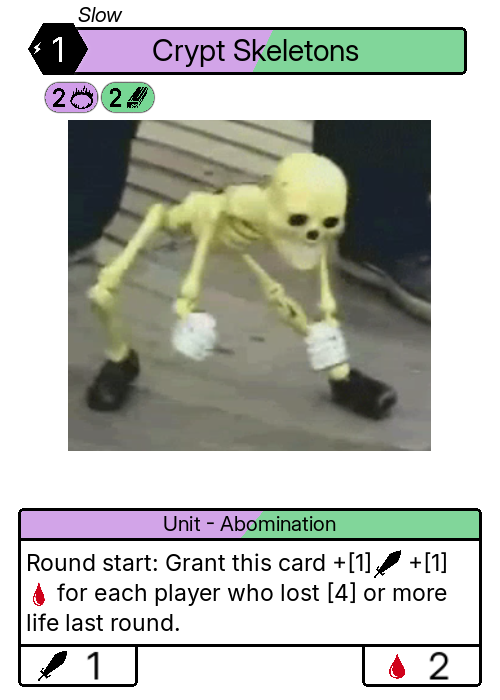 Slow
1
Crypt Skeletons
2 2
Unit - Abomination
Round start: Grant this card +[1] +[1]
for each player who lost [4] or more
life last round.
1 2